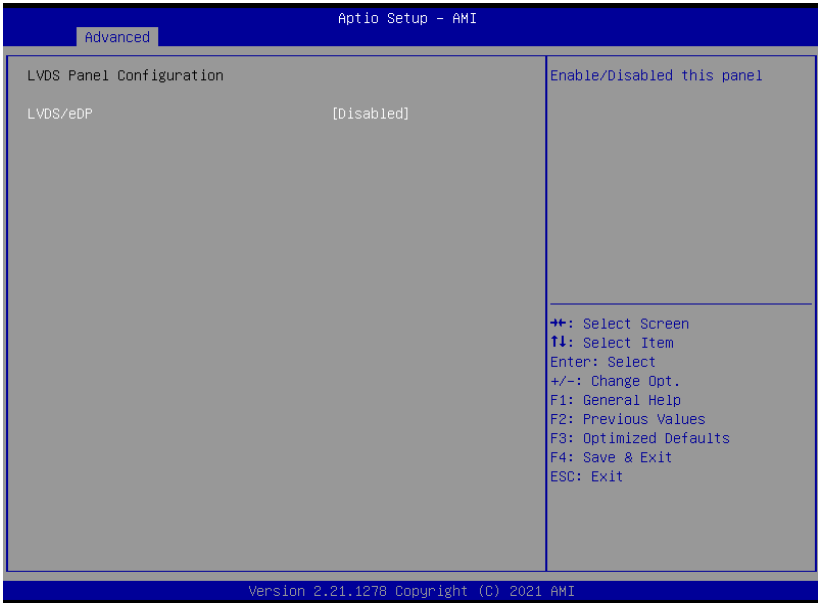 Aptio Setup – AMI
Advanced
LVDS Panel Configuration
LVDS/eDP [Disabled]
Enable/Disabled this panel
→←: Select Screen
↑↓: Select Item
Enter: Select
+/-: Change Opt.
F1: General Help
F2: Previous Values
F3: Optimized Defaults
F4: Save & Exit
ESC: Exit
Version 2.21.1278 Copyright (C) 2021 AMI